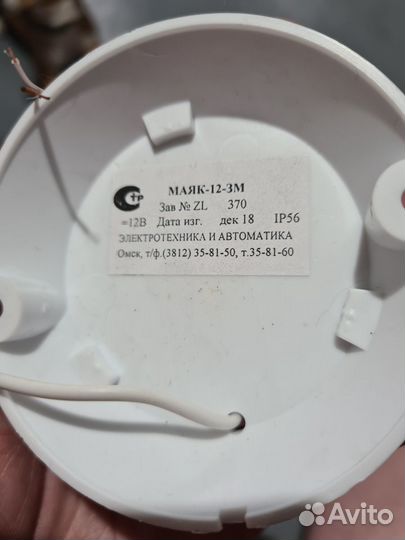 стр
МАЯК-12-3М
Зав № ZL 370
=12В Дата изг. дек 18 IP56
ЭЛЕКТРОТЕХНИКА И АВТОМАТИКА
Омск, т/ф.(3812) 35-81-50, т.35-81-60
Avito